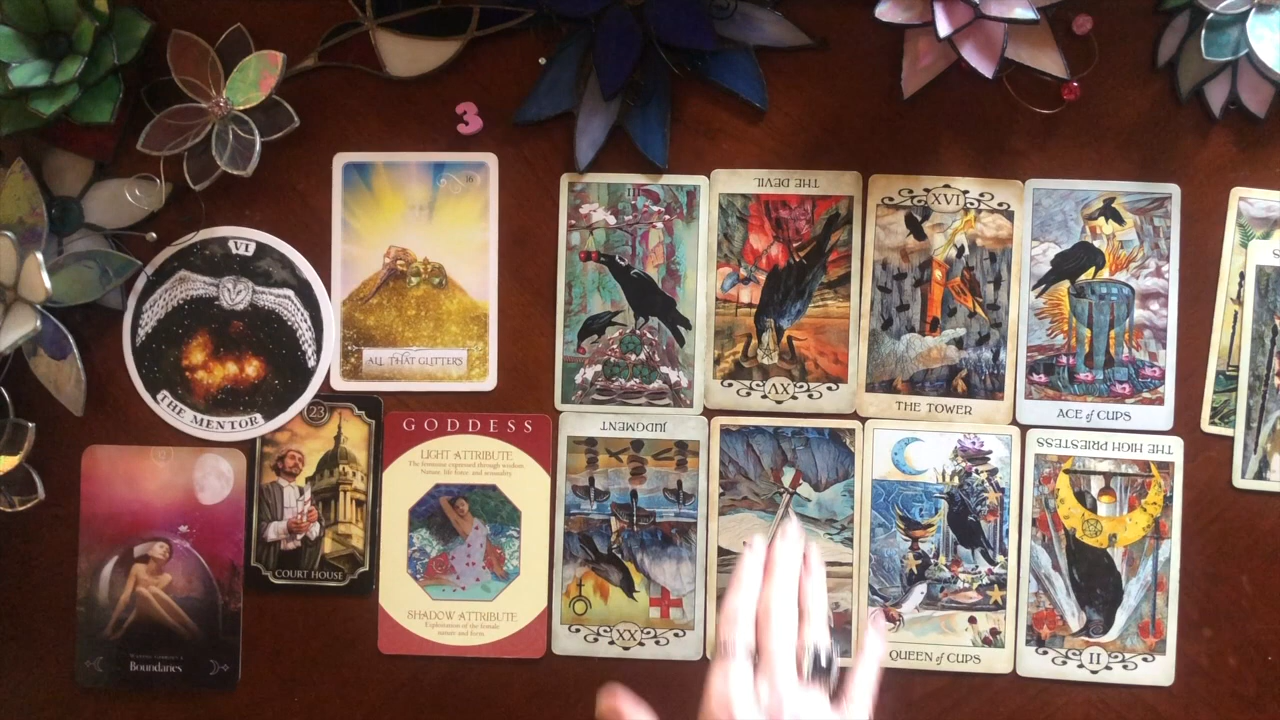 3
VI
THE MENTOR
16
ALL THAT GLITTERS
III
THE DEVIL
XV
XVI
THE TOWER
ACE of CUPS
Boundaries
23
COURT HOUSE
GODDESS
LIGHT ATTRIBUTE
The feminine expressed through wisdom,
Nature, life force, and sensuality.
SHADOW ATTRIBUTE
Exploitation of the female
nature and form.
JUDGMENT
XX
QUEEN of CUPS
THE HIGH PRIESTESS
II
S